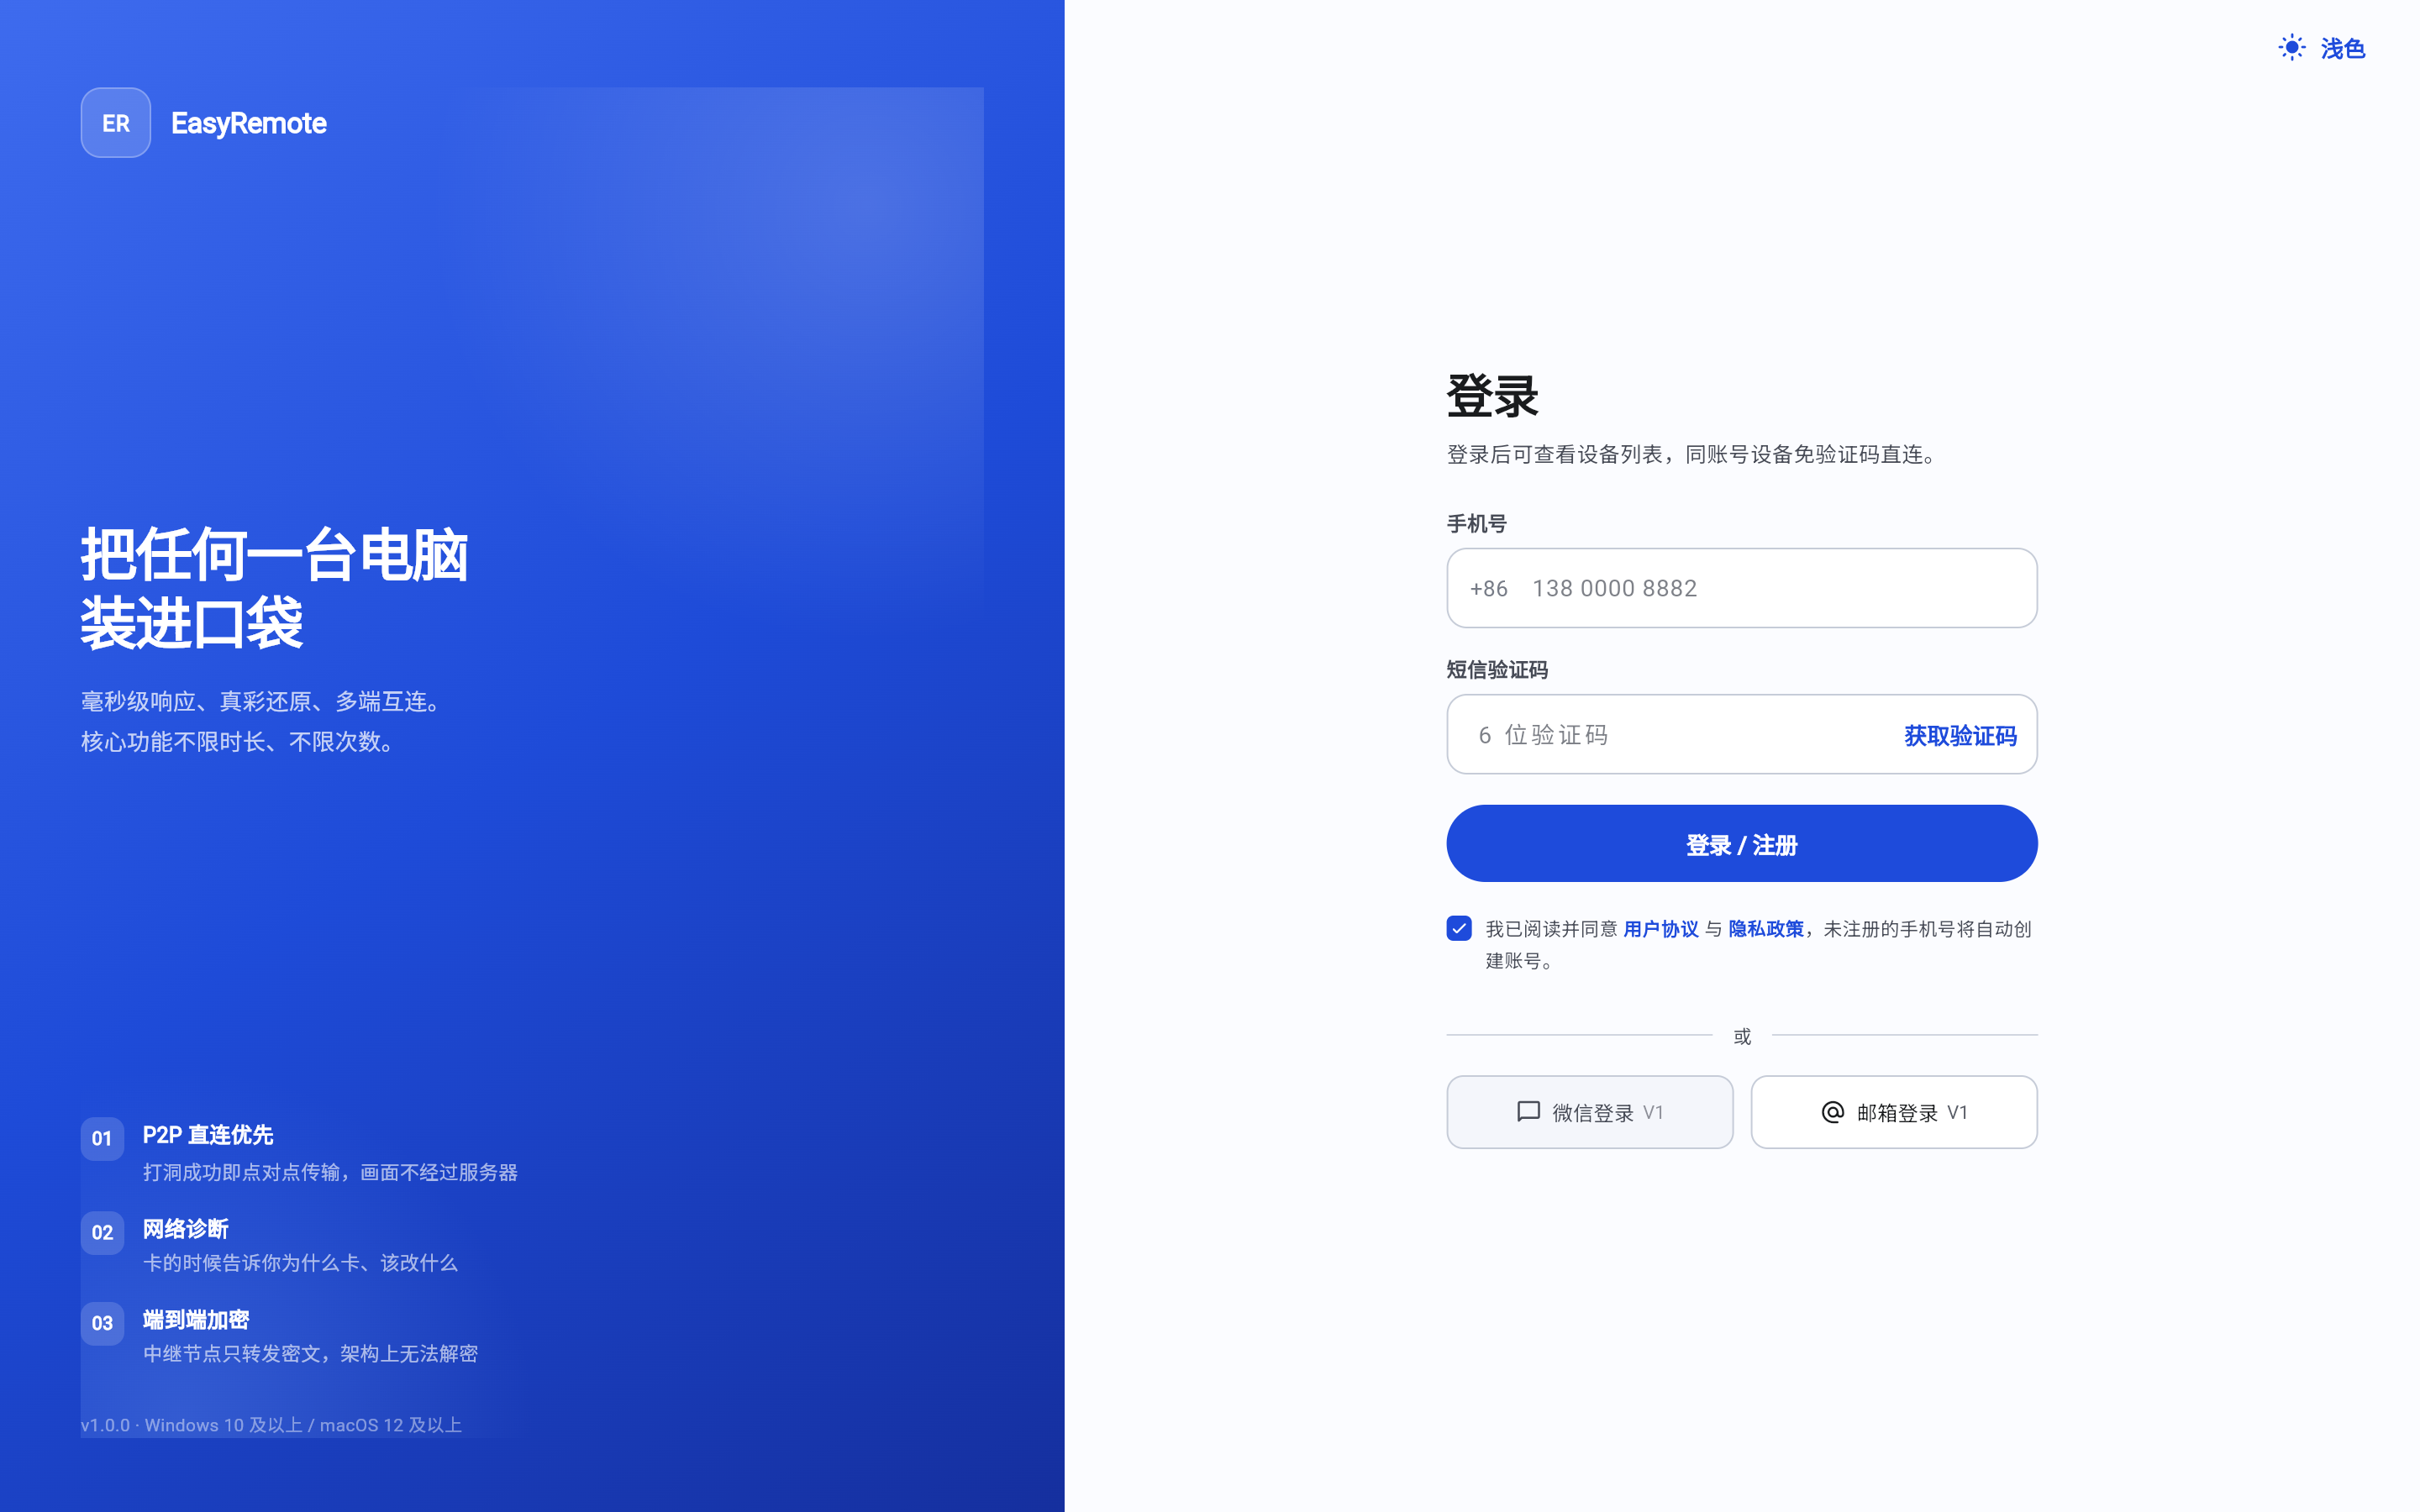 浅色
ER
EasyRemote
把任何一台电脑
装进口袋
毫秒级响应、真彩还原、多端互连。
核心功能不限时长、不限次数。
01
P2P 直连优先
打洞成功即点对点传输，画面不经过服务器
02
网络诊断
卡的时候告诉你为什么卡、该改什么
03
端到端加密
中继节点只转发密文，架构上无法解密
v1.0.0 · Windows 10 及以上 / macOS 12 及以上
登录
登录后可查看设备列表，同账号设备免验证码直连。
手机号
+86 138 0000 8882
短信验证码
6 位验证码 获取验证码
登录 / 注册
我已阅读并同意 用户协议 与 隐私政策，未注册的手机号将自动创
建账号。
或
微信登录 V1
邮箱登录 V1